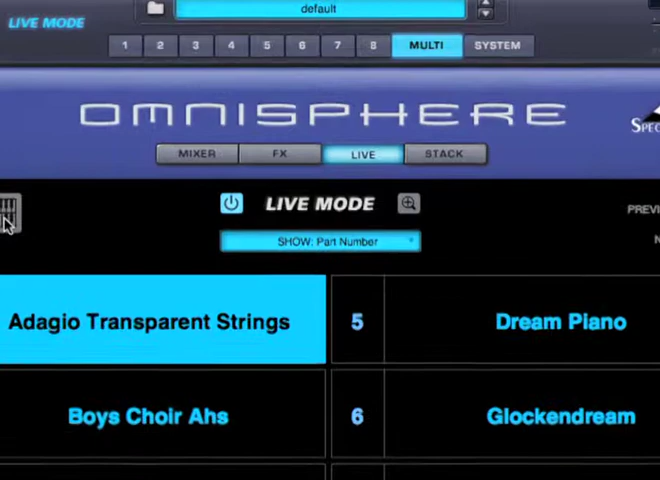 default
LIVE MODE
1 2 3 4 5 6 7 8 MULTI SYSTEM
OMNISPHERE
MIXER FX LIVE STACK
LIVE MODE
SHOW: Part Number
Adagio Transparent Strings 5 Dream Piano
Boys Choir Ahs 6 Glockendream